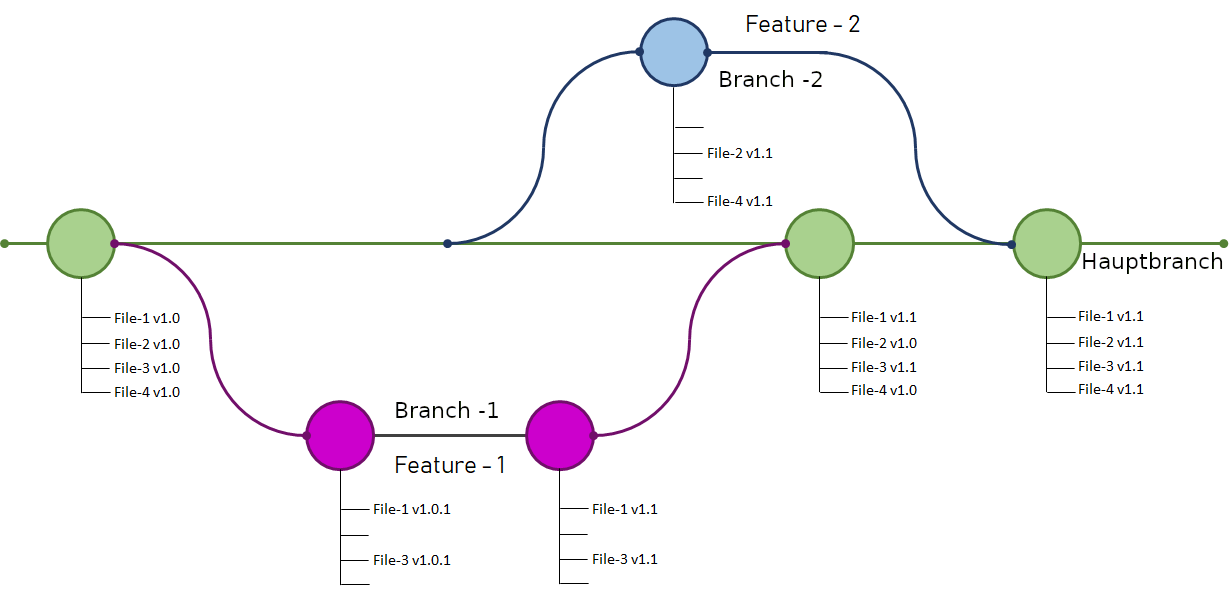 Feature - 2
Branch -2
File-2 v1.1
File-4 v1.1
Hauptbranch
File-1 v1.0
File-2 v1.0
File-3 v1.0
File-4 v1.0
File-1 v1.1
File-2 v1.0
File-3 v1.1
File-4 v1.0
File-1 v1.1
File-2 v1.1
File-3 v1.1
File-4 v1.1
Branch -1
Feature - 1
File-1 v1.0.1
File-3 v1.0.1
File-1 v1.1
File-3 v1.1